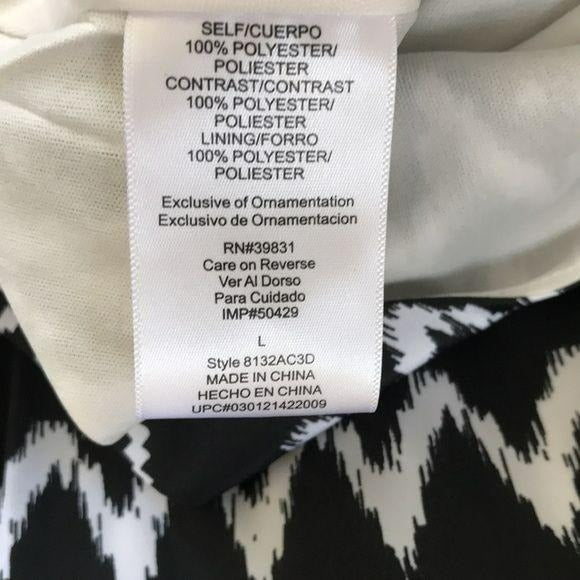 SELF/CUERPO
100% POLYESTER/
POLIESTER
CONTRAST/CONTRAST
100% POLYESTER/
POLIESTER
LINING/FORRO
100% POLYESTER/
POLIESTER
Exclusive of Ornamentation
Exclusivo de Ornamentacion
RN#39831
Care on Reverse
Ver Al Dorso
Para Cuidado
IMP#50429
L
Style 8132AC3D
MADE IN CHINA
HECHO EN CHINA
UPC#030121422009